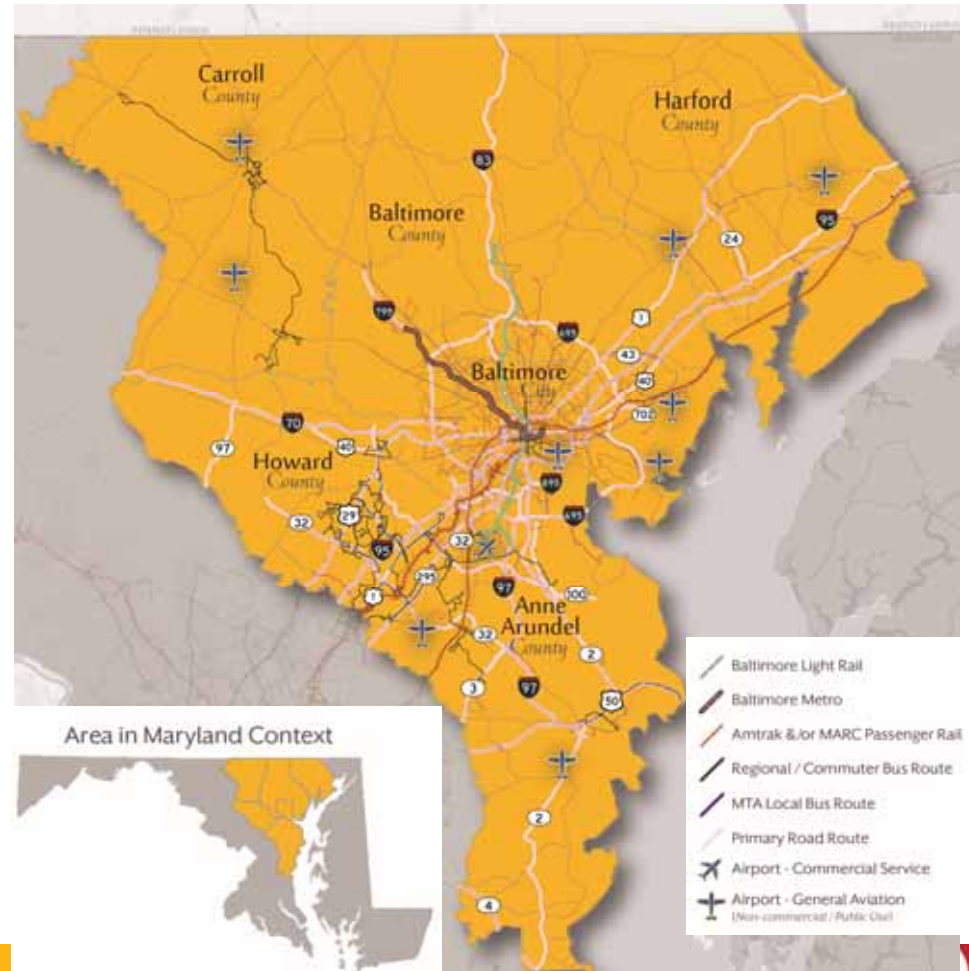 Carroll
County
Harford
County
83
Baltimore
County
95
24
795
1
695
43
Baltimore
City
40
702
70
97
40
Howard
County
695
695
29
32
95
32
295
1
97
100
Anne
Arundel
County
32
2
3
97
50
2
4
Baltimore Light Rail
Baltimore Metro
Amtrak &/or MARC Passenger Rail
Regional / Commuter Bus Route
MTA Local Bus Route
Primary Road Route
Airport - Commercial Service
Airport - General Aviation
(Non-commercial / Public Use)
Area in Maryland Context